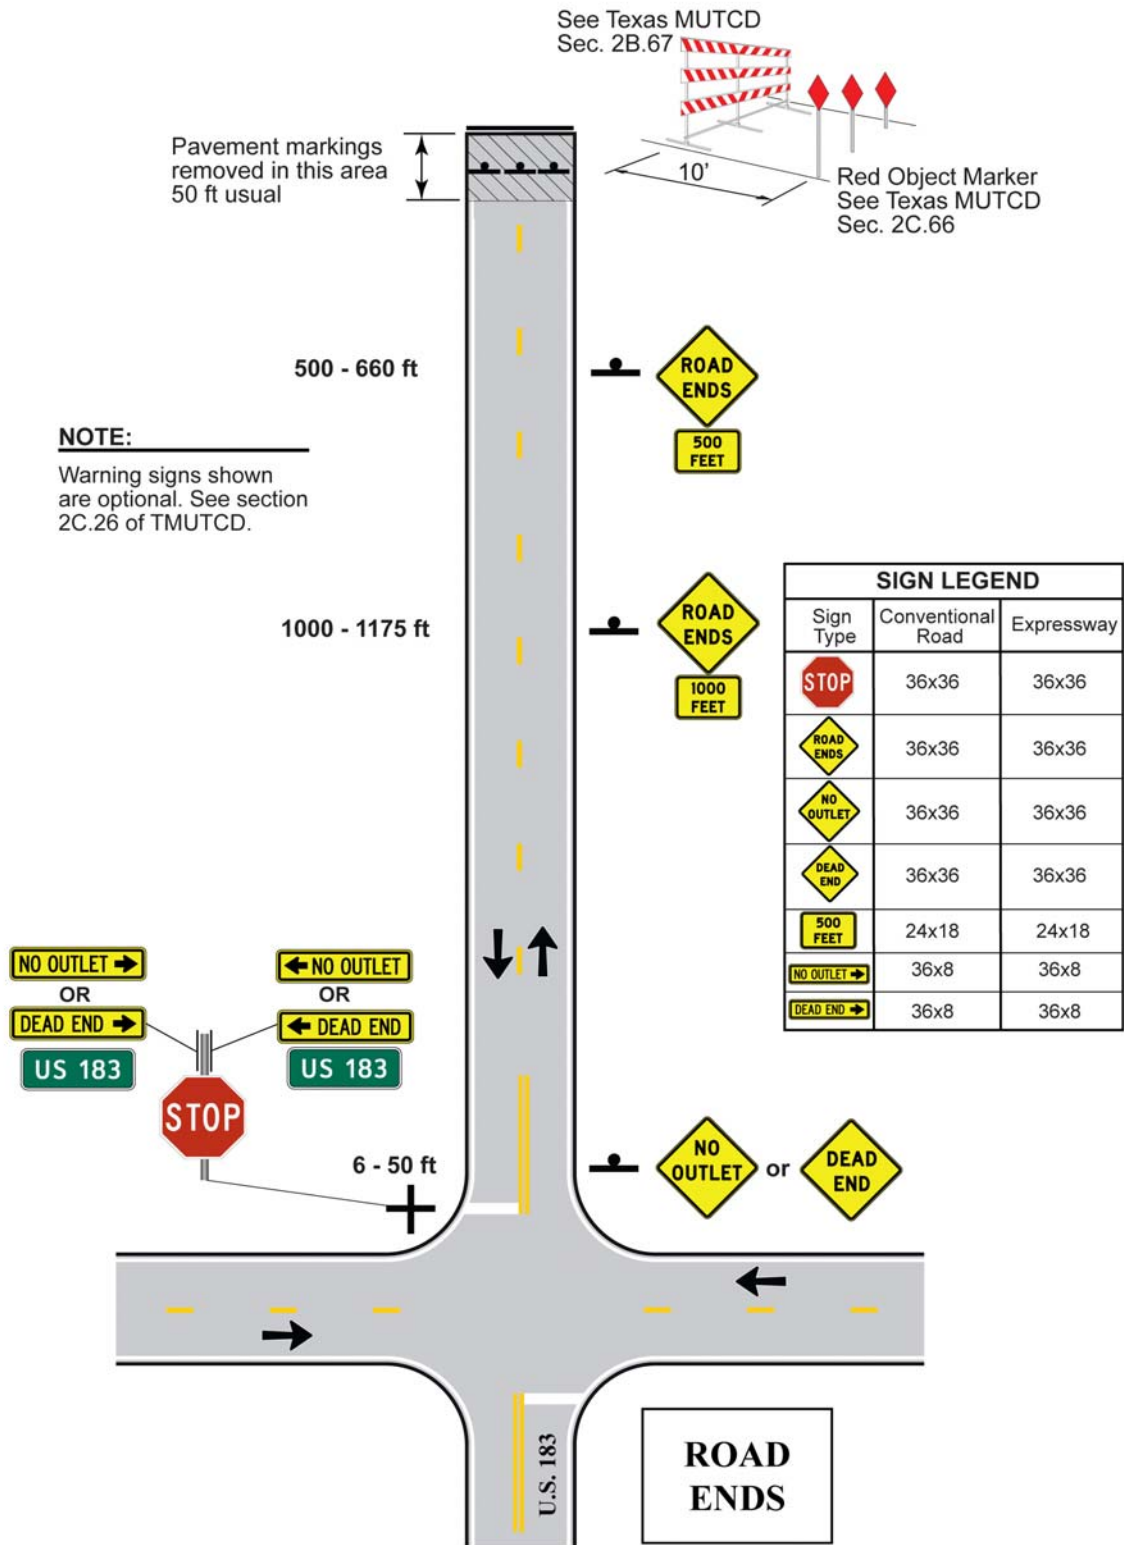 See Texas MUTCD
Sec. 2B.67
Pavement markings
removed in this area
50 ft usual
10'
Red Object Marker
See Texas MUTCD
Sec. 2C.66
500 - 660 ft
ROAD
ENDS
500
FEET
NOTE:
Warning signs shown
are optional. See section
2C.26 of TMUTCD.
1000 - 1175 ft
ROAD
ENDS
1000
FEET
SIGN LEGEND
Sign Type Conventional Road Expressway
STOP 36x36 36x36
ROAD ENDS 36x36 36x36
NO OUTLET 36x36 36x36
DEAD END 36x36 36x36
500 FEET 24x18 24x18
NO OUTLET → 36x8 36x8
DEAD END → 36x8 36x8
NO OUTLET →
OR
DEAD END →
US 183
← NO OUTLET
OR
← DEAD END
US 183
STOP
6 - 50 ft
NO
OUTLET
or
DEAD
END
U.S. 183
ROAD
ENDS